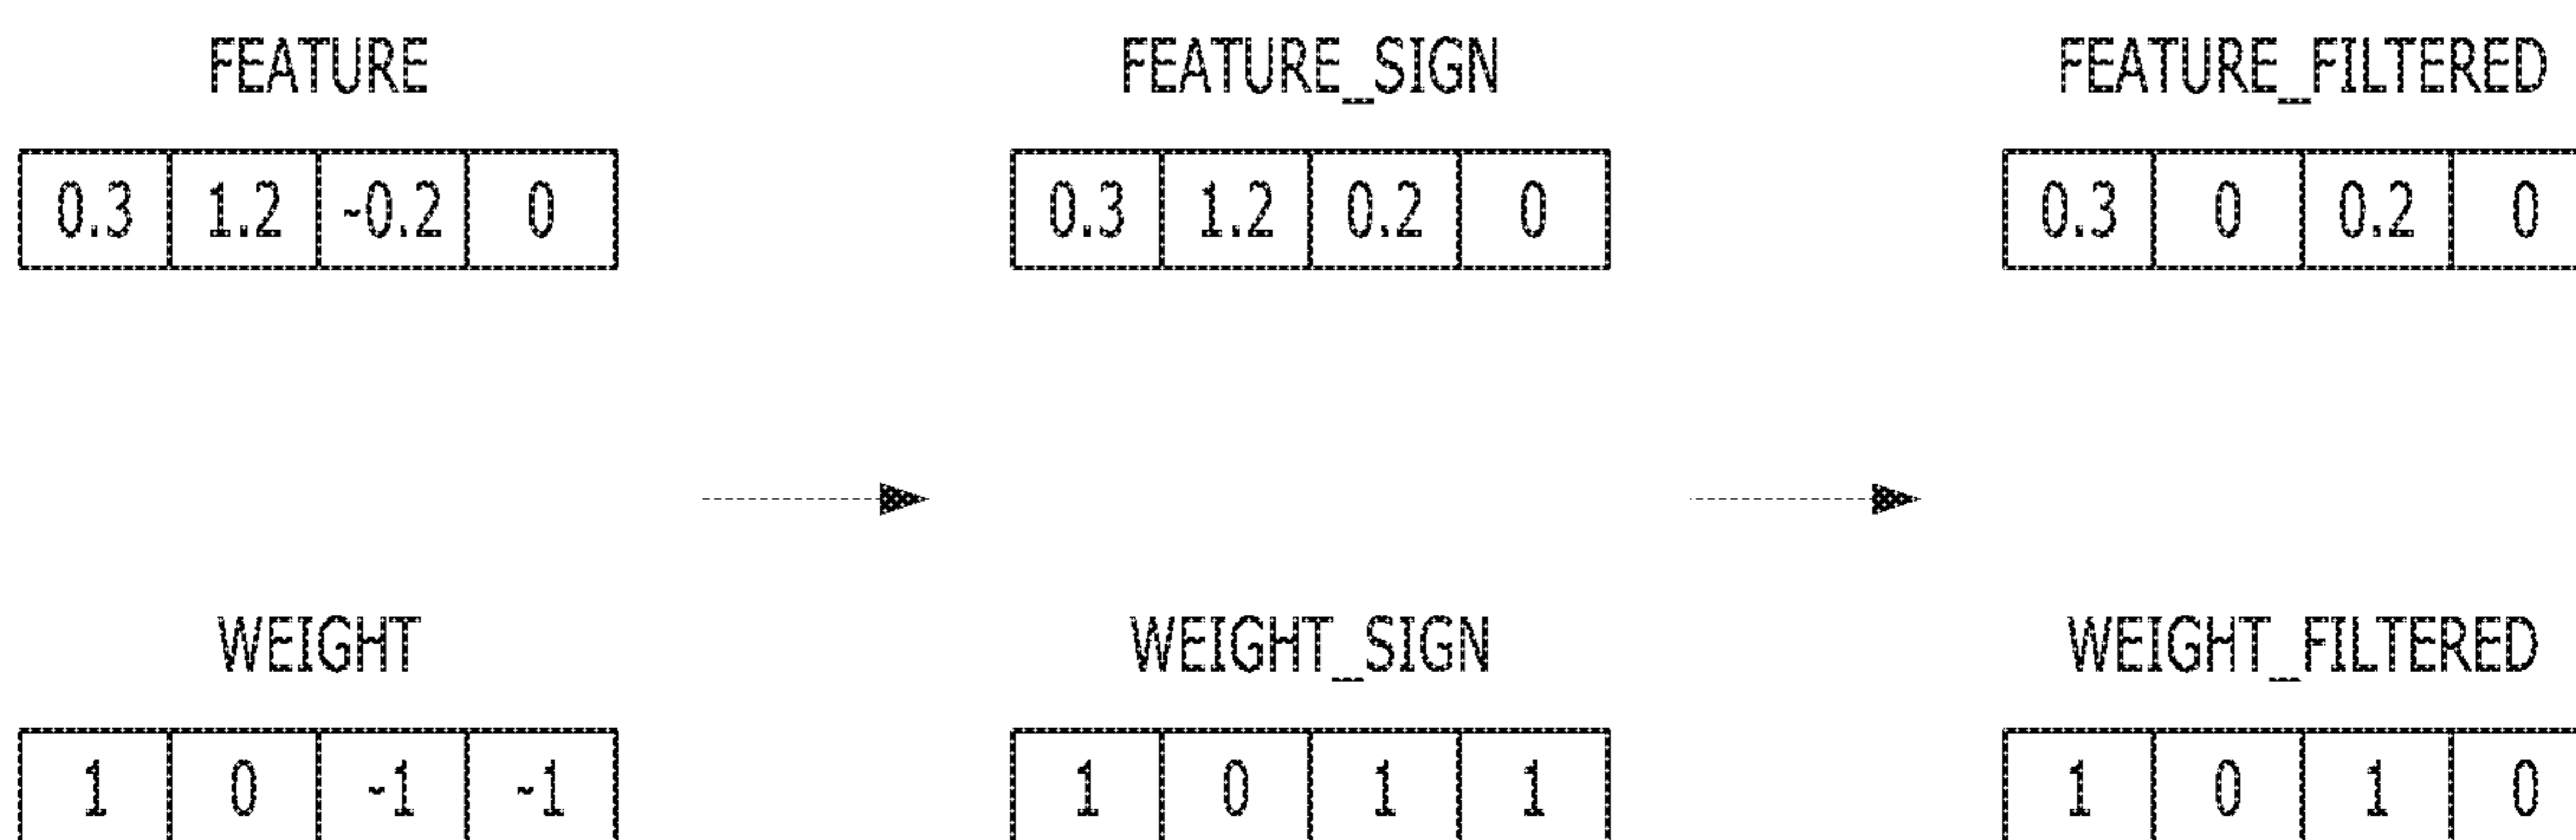 FEATURE FEATURE_SIGN FEATURE_FILTERED
0.3 1.2 -0.2 0 0.3 1.2 0.2 0 0.3 0 0.2 0
WEIGHT WEIGHT_SIGN WEIGHT_FILTERED
1 0 -1 -1 1 0 1 1 1 0 1 0